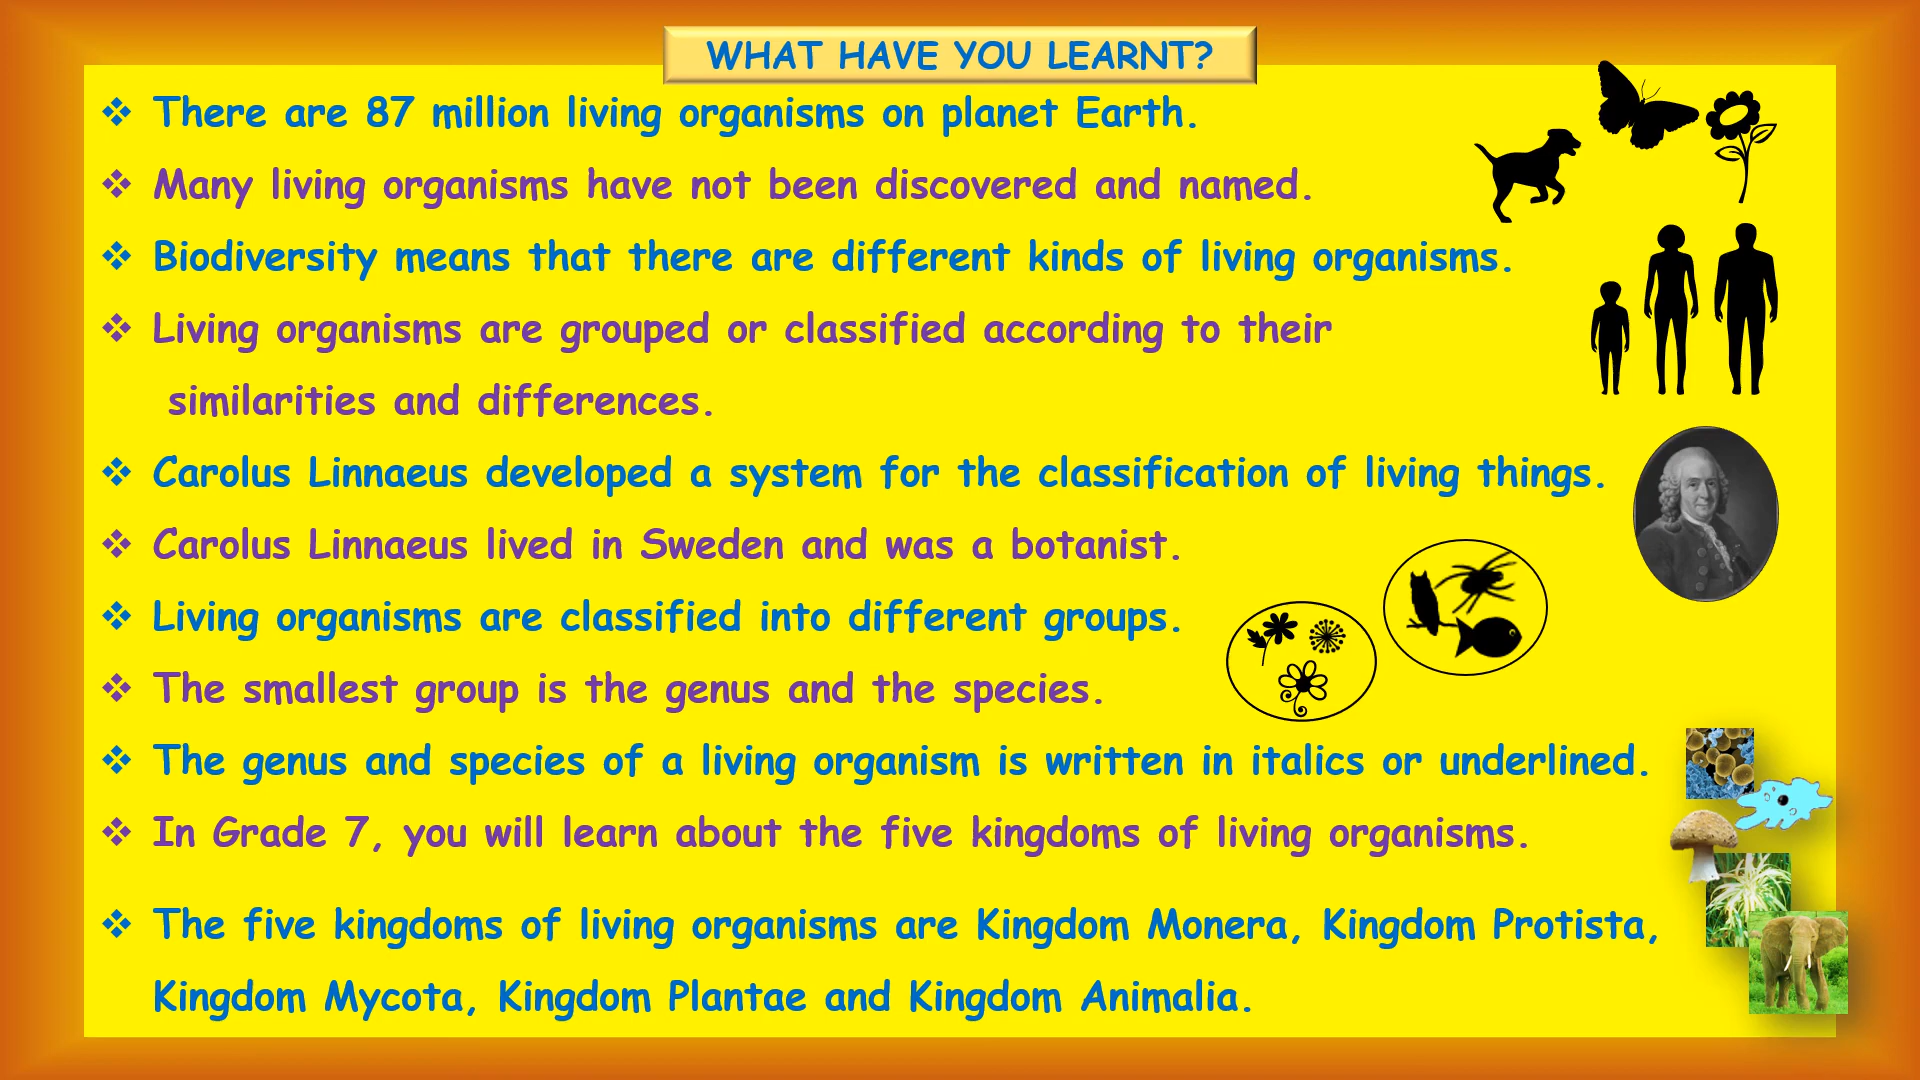 WHAT HAVE YOU LEARNT?
❖ There are 87 million living organisms on planet Earth.
❖ Many living organisms have not been discovered and named.
❖ Biodiversity means that there are different kinds of living organisms.
❖ Living organisms are grouped or classified according to their
similarities and differences.
❖ Carolus Linnaeus developed a system for the classification of living things.
❖ Carolus Linnaeus lived in Sweden and was a botanist.
❖ Living organisms are classified into different groups.
❖ The smallest group is the genus and the species.
❖ The genus and species of a living organism is written in italics or underlined.
❖ In Grade 7, you will learn about the five kingdoms of living organisms.
❖ The five kingdoms of living organisms are Kingdom Monera, Kingdom Protista,
Kingdom Mycota, Kingdom Plantae and Kingdom Animalia.